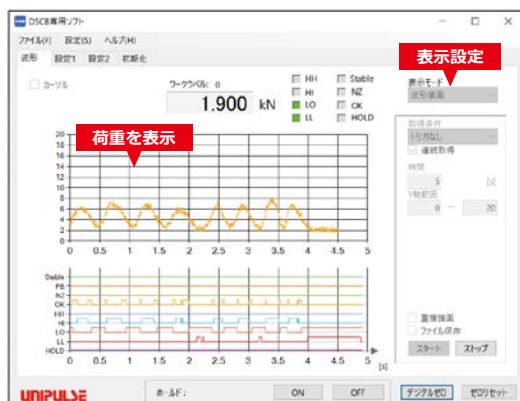 DSCB専用ソフト
ファイル(F) 設定(S) ヘルプ(H)
波形 設定1 設定2 初期化
カーソル
ワークラベル: 0
1.900 kN
HH Stable
HI NZ
LO OK
LL HOLD
表示設定
表示モード
波形描画
取得条件
トリガなし
連続取得
時間
5 [s]
Y軸範囲
0 ～ 20
荷重を表示
20
18
16
14
12
10
8
6
4
2
0
0 0.5 1 1.5 2 2.5 3 3.5 4 4.5 5
Stable
PB
NZ
OK
HH
HI
LO
LL
HOLD
0 0.5 1 1.5 2 2.5 3 3.5 4 4.5 5
[s]
重複描画
ファイル保存
スタート ストップ
UNIPULSE
ホールド: ON OFF デジタルゼロ ゼロリセット